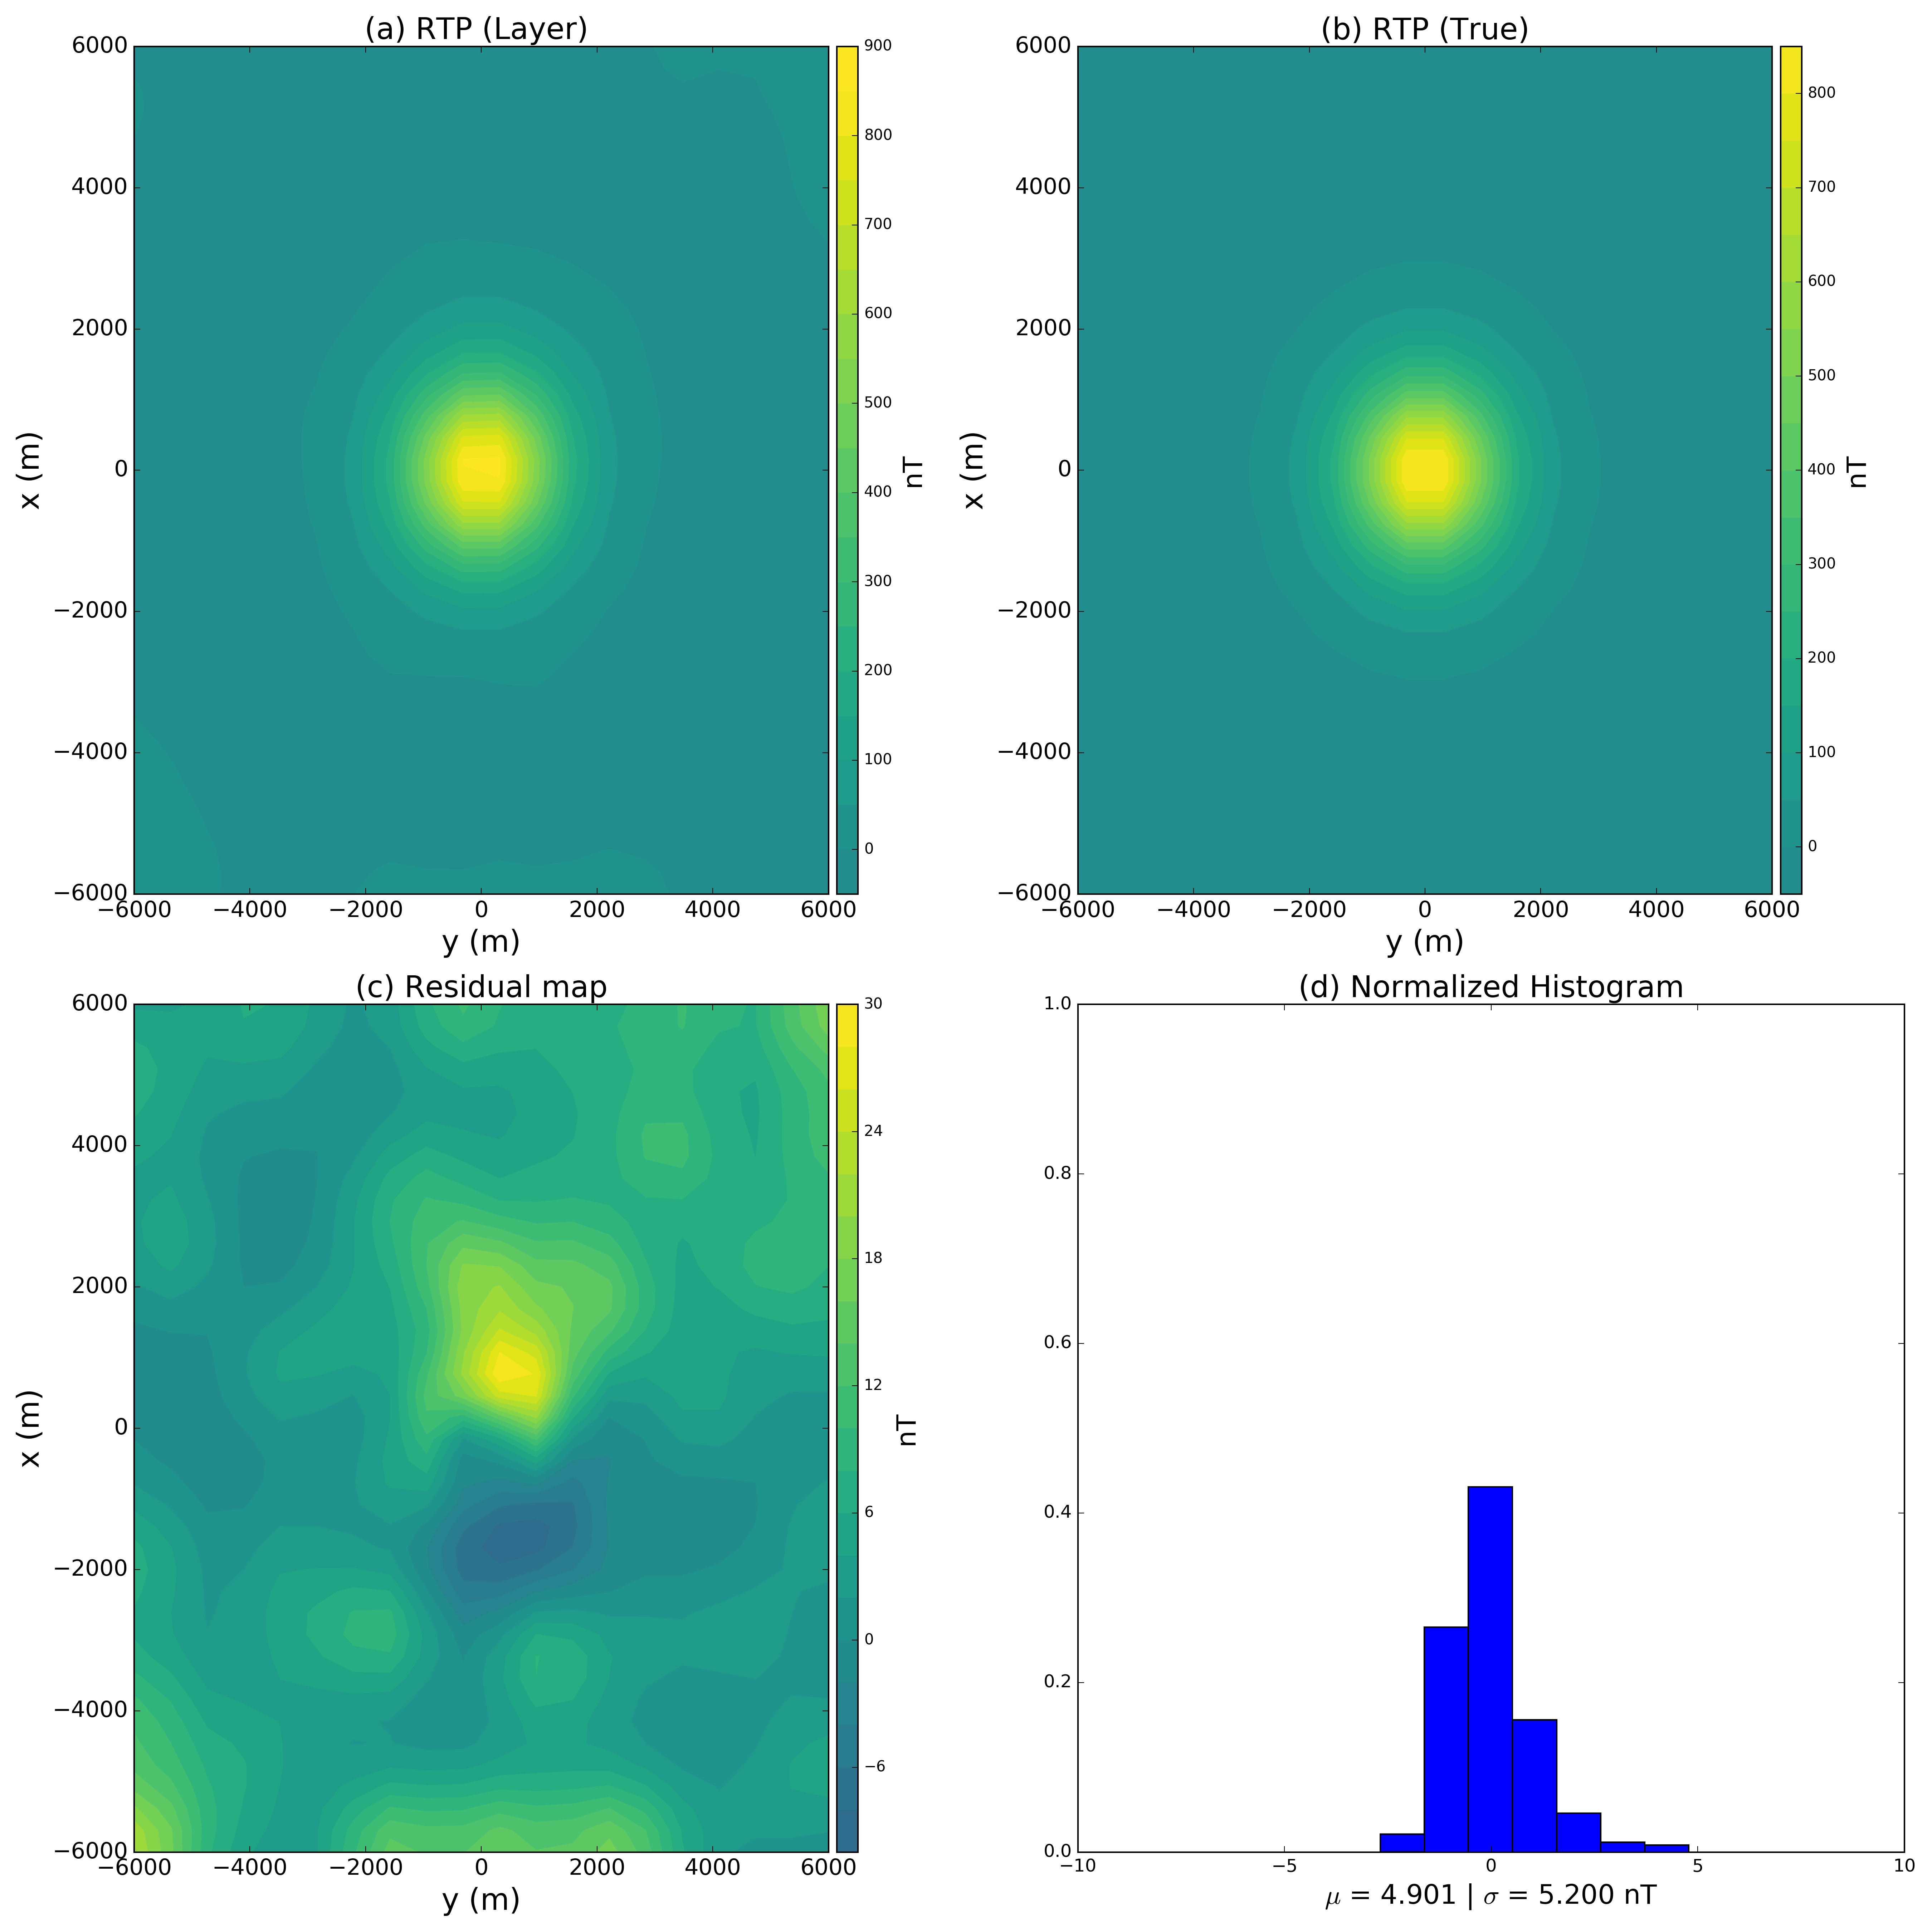 (a) RTP (Layer)
6000
4000
2000
0
−2000
−4000
−6000
x (m)
−6000 −4000 −2000 0 2000 4000 6000
y (m)
900
800
700
600
500
400
300
200
100
0
nT
(b) RTP (True)
6000
4000
2000
0
−2000
−4000
−6000
x (m)
−6000 −4000 −2000 0 2000 4000 6000
y (m)
800
700
600
500
400
300
200
100
0
nT
(c) Residual map
6000
4000
2000
0
−2000
−4000
−6000
x (m)
−6000 −4000 −2000 0 2000 4000 6000
y (m)
30
24
18
12
6
0
−6
nT
(d) Normalized Histogram
1.0
0.8
0.6
0.4
0.2
0.0
−10 −5 0 5 10
μ = 4.901 | σ = 5.200 nT